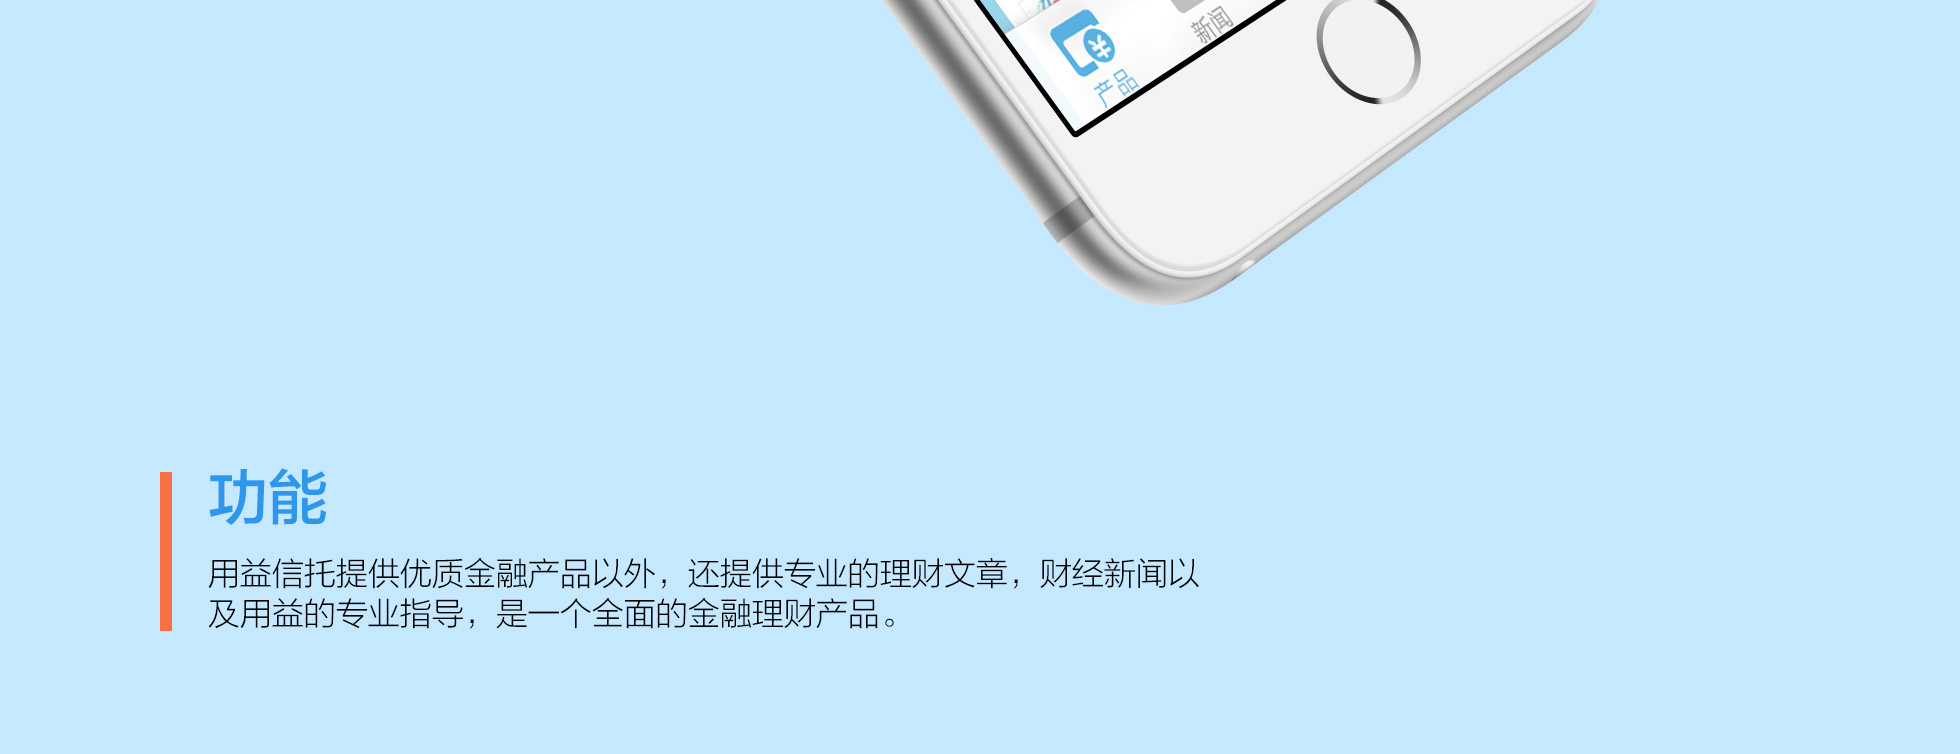 新闻
产品
功能
用益信托提供优质金融产品以外，还提供专业的理财文章，财经新闻以
及用益的专业指导，是一个全面的金融理财产品。